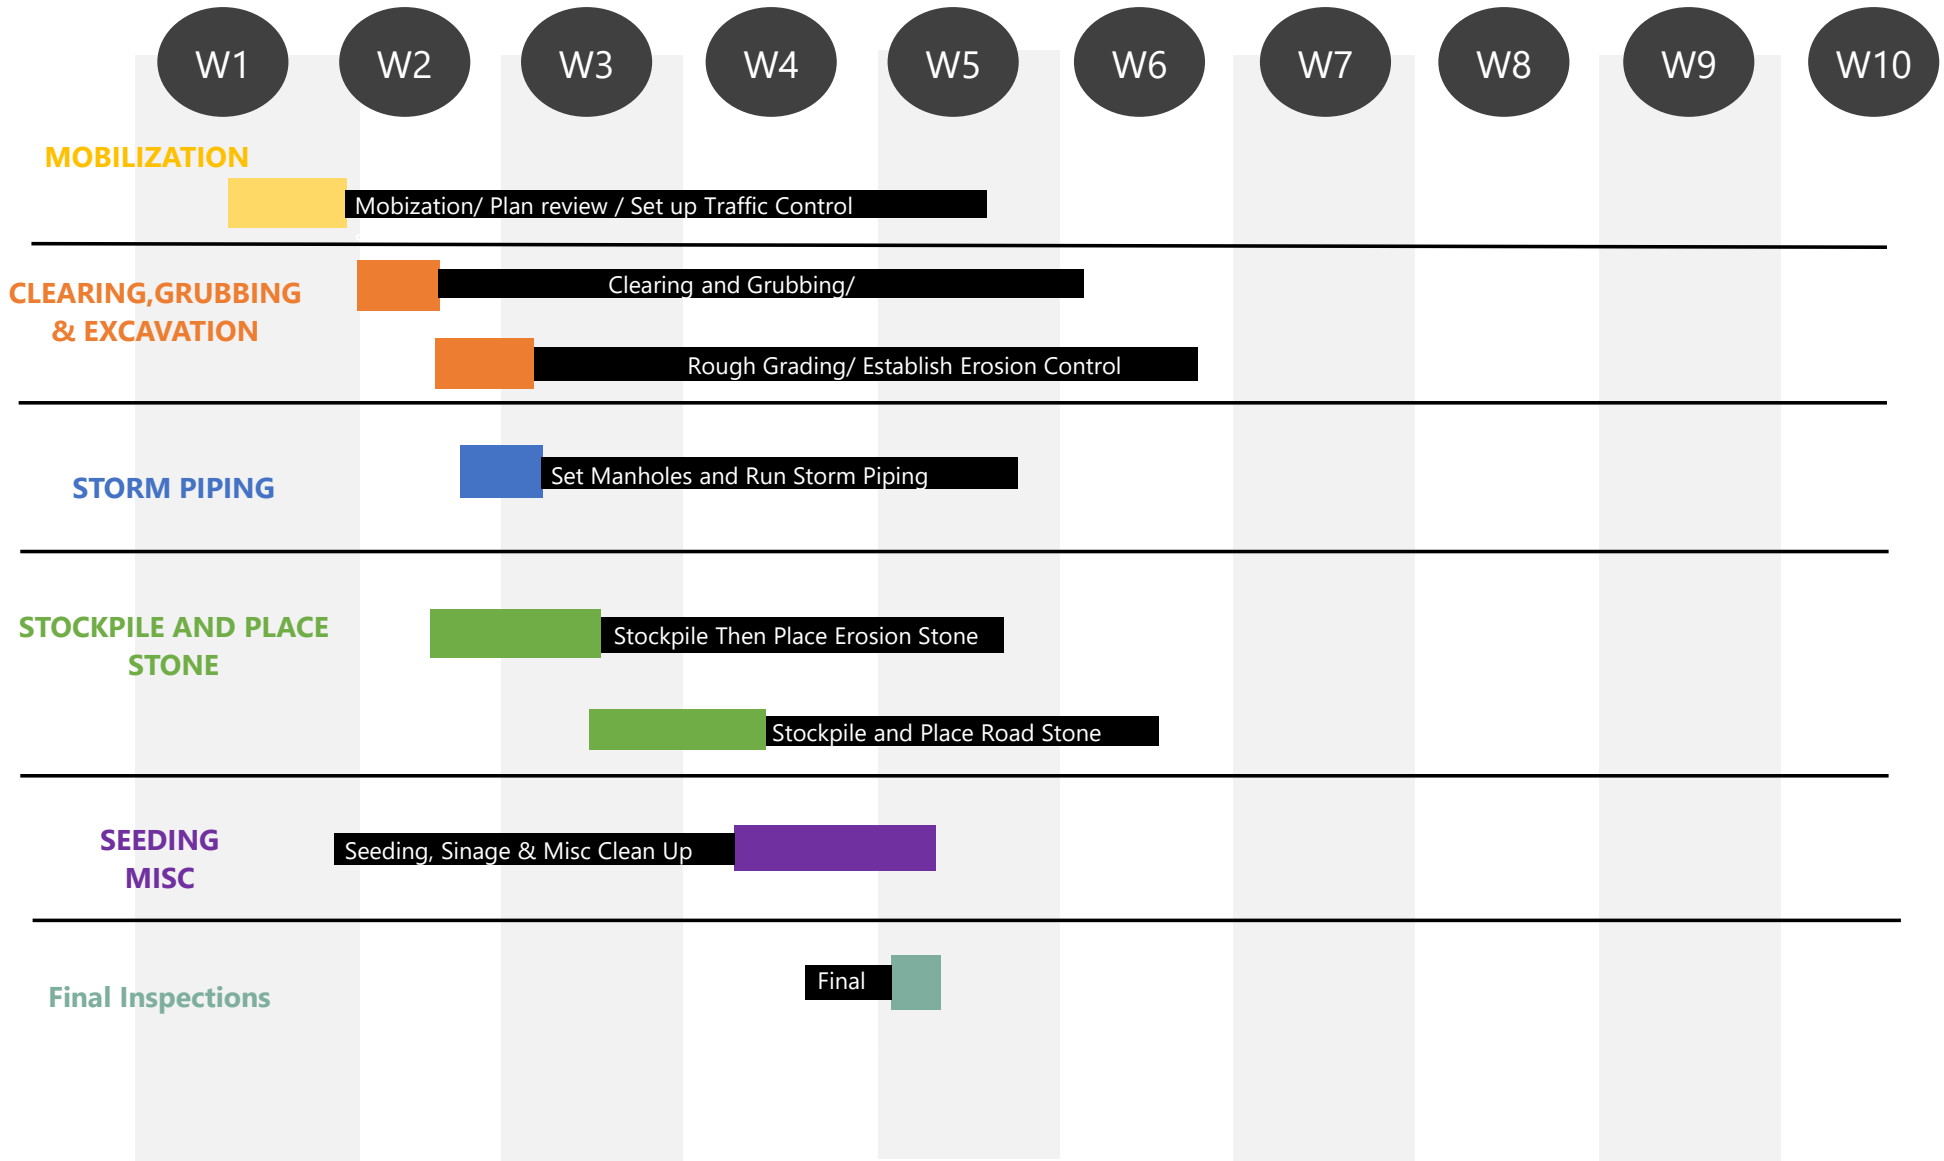 W1 W2 W3 W4 W5 W6 W7 W8 W9 W10
MOBILIZATION
Mobization/ Plan review / Set up Traffic Control
CLEARING,GRUBBING
& EXCAVATION
Clearing and Grubbing/
Rough Grading/ Establish Erosion Control
STORM PIPING
Set Manholes and Run Storm Piping
STOCKPILE AND PLACE
STONE
Stockpile Then Place Erosion Stone
Stockpile and Place Road Stone
SEEDING
MISC
Seeding, Sinage & Misc Clean Up
Final Inspections
Final